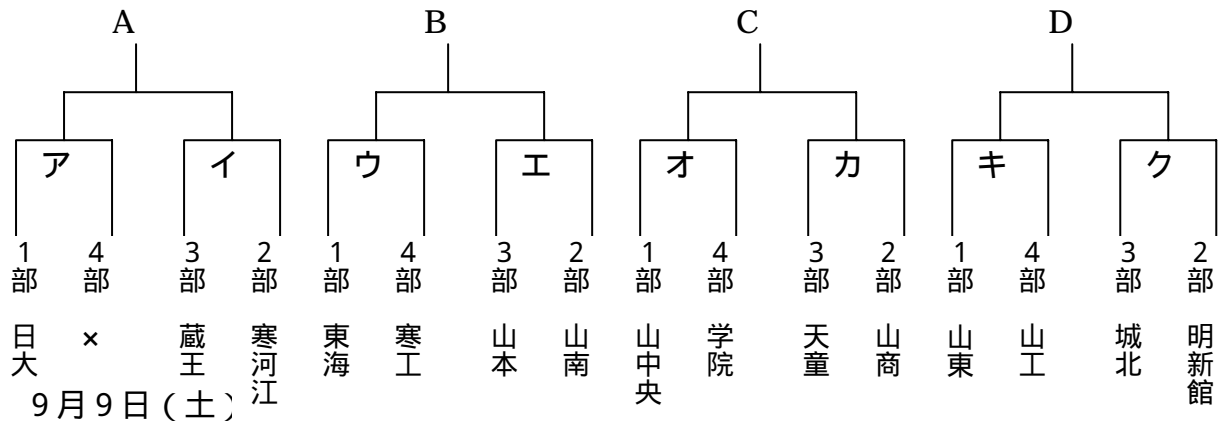 A B C D
ア イ ウ エ オ カ キ ク
1部 4部 3部 2部 1部 4部 3部 2部 1部 4部 3部 2部 1部 4部 3部 2部
日大 × 蔵王 寒河江 東海 寒工 山本 山南 山中央 学院 天童 山商 山東 山工 城北 明新館
9月9日(土)